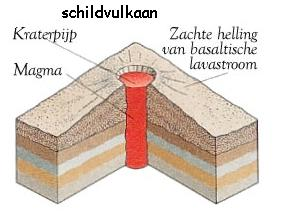 schildvulkaan
Kraterpijp
Magma
Zachte helling
van basaltische
lavastroom